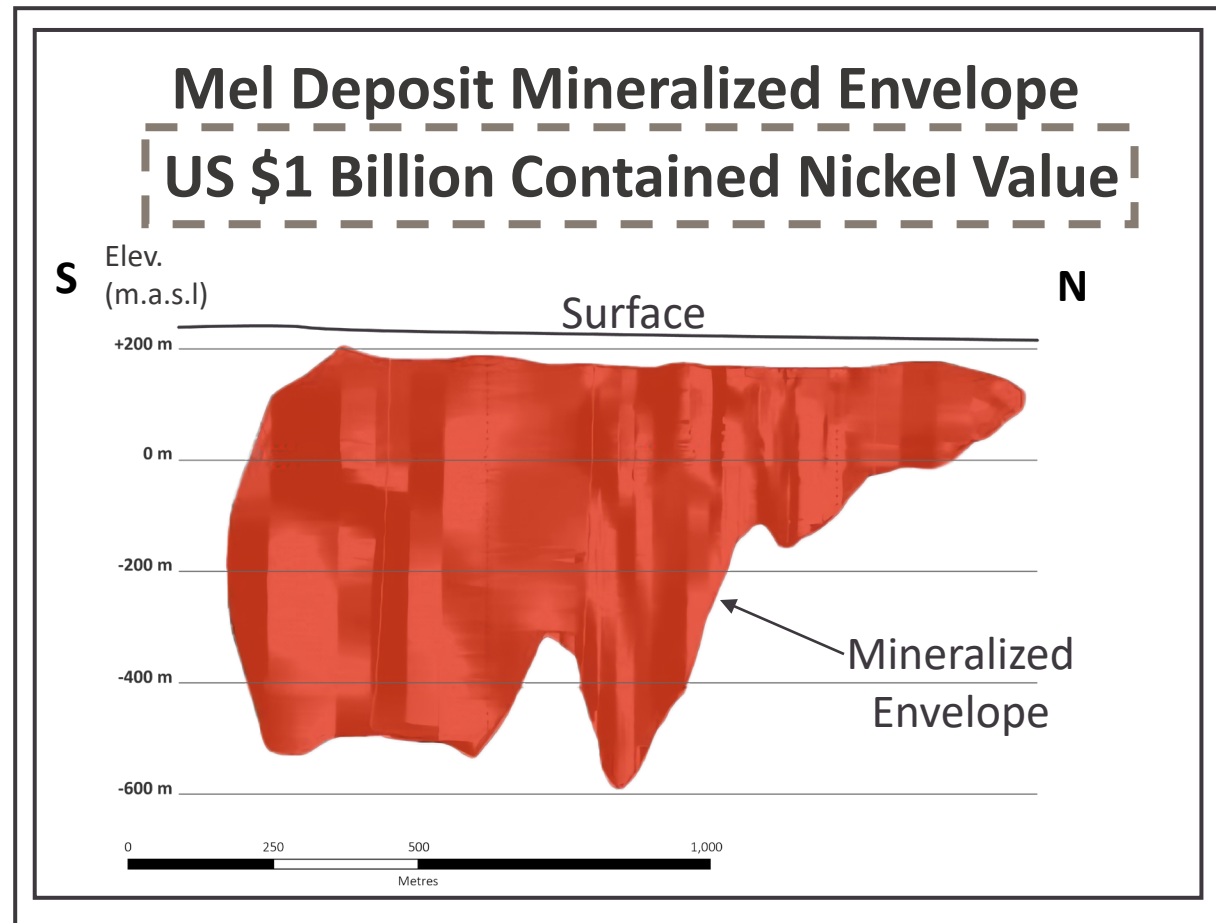 Mel Deposit Mineralized Envelope
US $1 Billion Contained Nickel Value
S
Elev.
(m.a.s.l)
N
Surface
+200 m
0 m
-200 m
-400 m
Mineralized
Envelope
-600 m
0 250 500 1,000
Metres